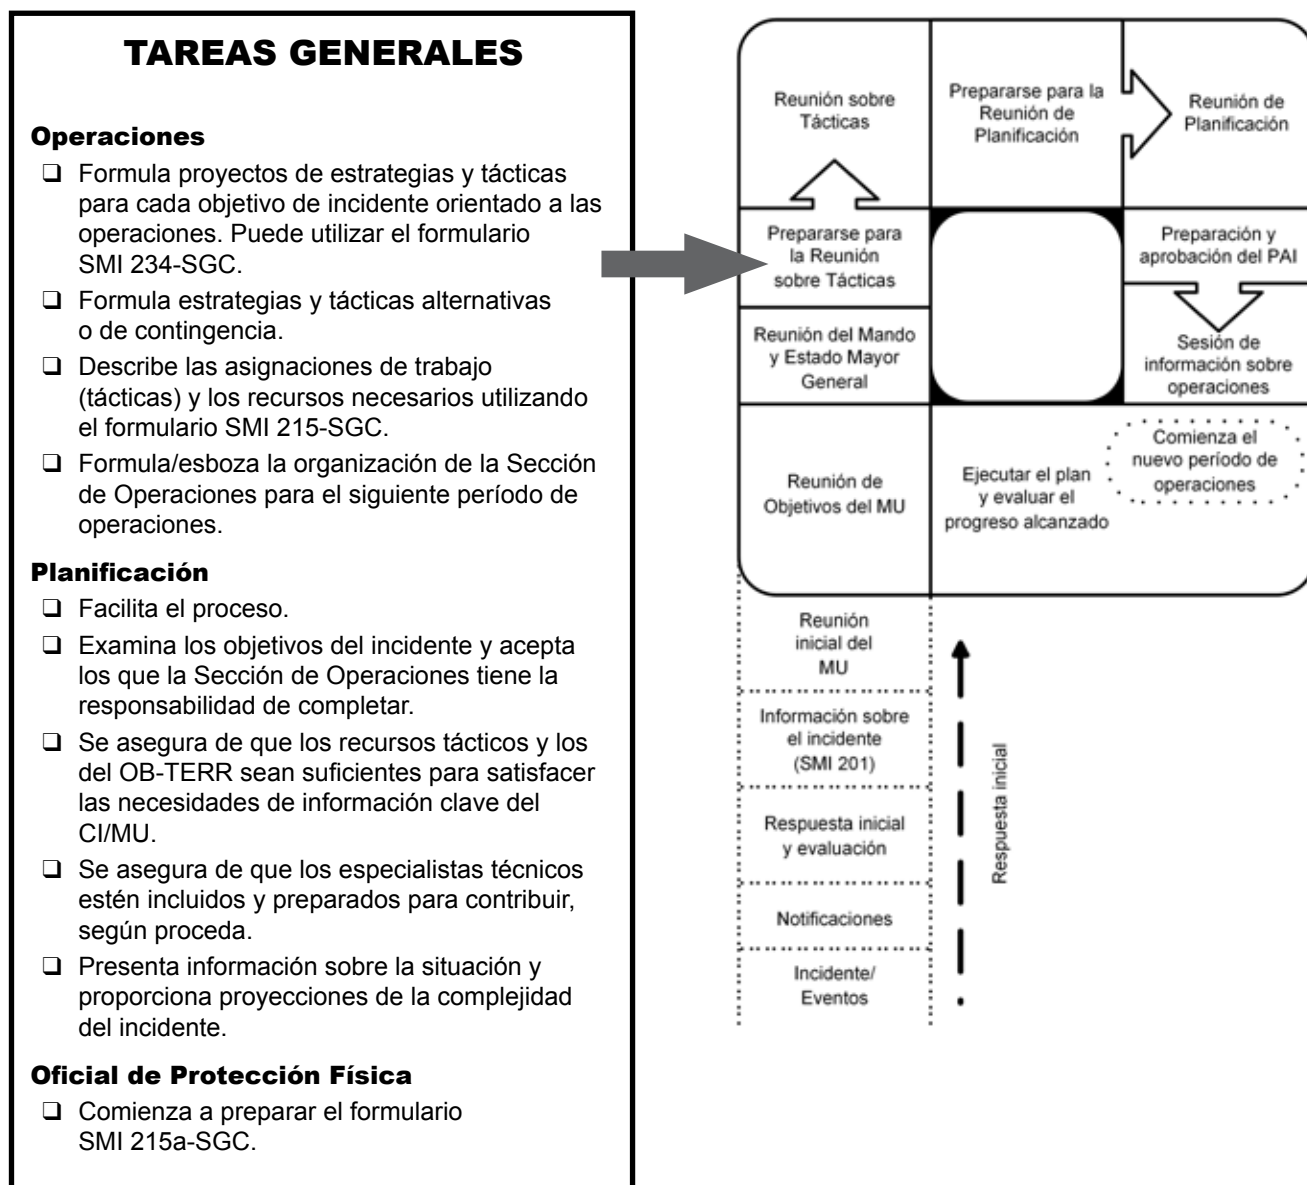 TAREAS GENERALES
Operaciones
❑ Formula proyectos de estrategias y tácticas
para cada objetivo de incidente orientado a las
operaciones. Puede utilizar el formulario
SMI 234-SGC.
❑ Formula estrategias y tácticas alternativas
o de contingencia.
❑ Describe las asignaciones de trabajo
(tácticas) y los recursos necesarios utilizando
el formulario SMI 215-SGC.
❑ Formula/esboza la organización de la Sección
de Operaciones para el siguiente período de
operaciones.
Planificación
❑ Facilita el proceso.
❑ Examina los objetivos del incidente y acepta
los que la Sección de Operaciones tiene la
responsabilidad de completar.
❑ Se asegura de que los recursos tácticos y los
del OB-TERR sean suficientes para satisfacer
las necesidades de información clave del
CI/MU.
❑ Se asegura de que los especialistas técnicos
estén incluidos y preparados para contribuir,
según proceda.
❑ Presenta información sobre la situación y
proporciona proyecciones de la complejidad
del incidente.
Oficial de Protección Física
❑ Comienza a preparar el formulario
SMI 215a-SGC.
Reunión sobre
Tácticas
Prepararse para la
Reunión de
Planificación
Reunión de
Planificación
Prepararse para
la Reunión
sobre Tácticas
Preparación y
aprobación del PAI
Reunión del Mando
y Estado Mayor
General
Sesión de
información sobre
operaciones
Reunión de
Objetivos del MU
Ejecutar el plan
y evaluar el
progreso alcanzado
Comienza el
nuevo período de
operaciones
Reunión
inicial del
MU
Información sobre
el incidente
(SMI 201)
Respuesta inicial
y evaluación
Notificaciones
Incidente/
Eventos
Respuesta inicial